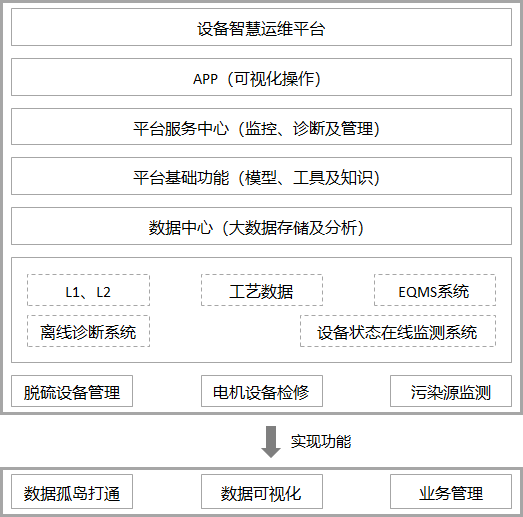 设备智慧运维平台
APP（可视化操作）
平台服务中心（监控、诊断及管理）
平台基础功能（模型、工具及知识）
数据中心（大数据存储及分析）
L1、L2
工艺数据
EQMS系统
离线诊断系统
设备状态在线监测系统
脱硫设备管理
电机设备检修
污染源监测
实现功能
数据孤岛打通
数据可视化
业务管理